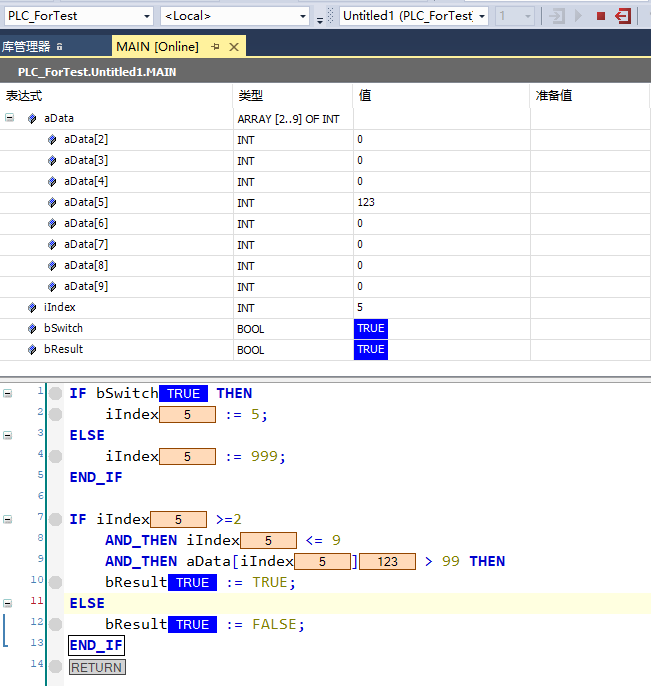 PLC_ForTest <Local> Untitled1 (PLC_ForTest) 1
库管理器 MAIN [Online]
PLC_ForTest.Untitled1.MAIN
表达式 类型 值 准备值
aData ARRAY [2..9] OF INT
aData[2] INT 0
aData[3] INT 0
aData[4] INT 0
aData[5] INT 123
aData[6] INT 0
aData[7] INT 0
aData[8] INT 0
aData[9] INT 0
iIndex INT 5
bSwitch BOOL TRUE
bResult BOOL TRUE
1 IF bSwitch TRUE THEN
2 iIndex 5 := 5;
3 ELSE
4 iIndex 5 := 999;
5 END_IF
6
7 IF iIndex 5 >=2
8 AND_THEN iIndex 5 <= 9
9 AND_THEN aData[iIndex 5 ] 123 > 99 THEN
10 bResult TRUE := TRUE;
11 ELSE
12 bResult TRUE := FALSE;
13 END_IF
14 RETURN